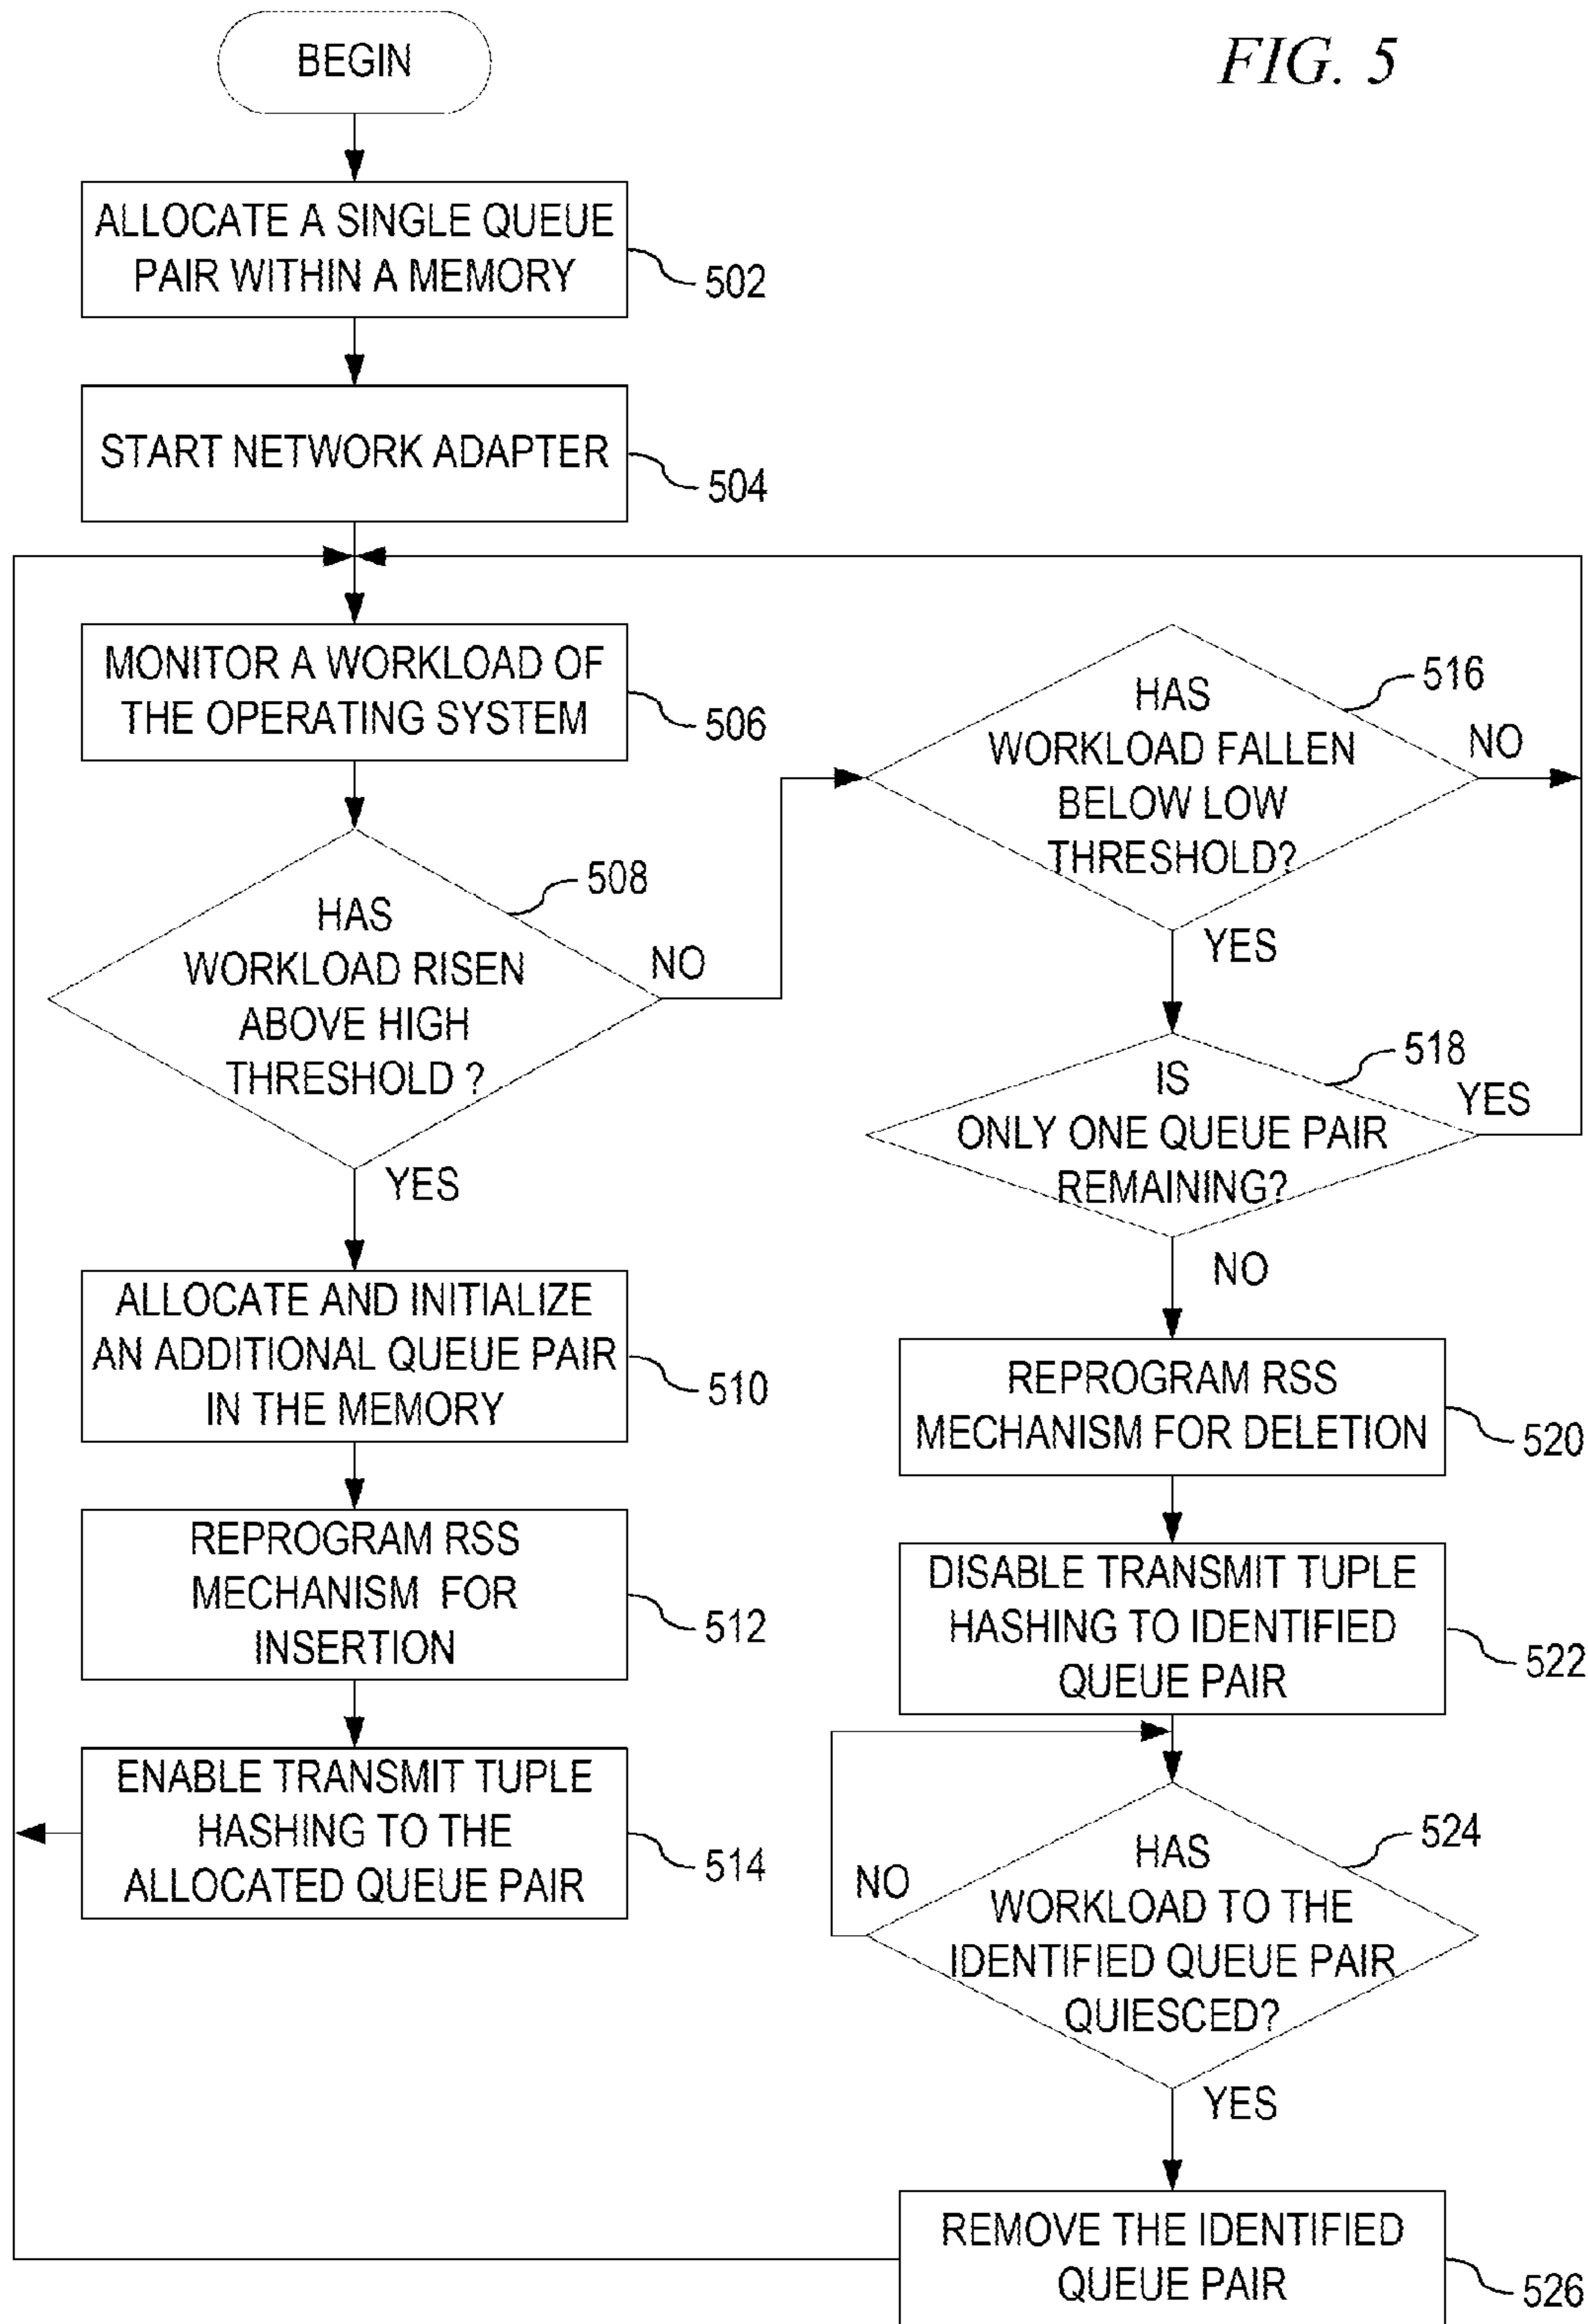 FIG. 5
BEGIN
ALLOCATE A SINGLE QUEUE
PAIR WITHIN A MEMORY
502
START NETWORK ADAPTER
504
MONITOR A WORKLOAD OF
THE OPERATING SYSTEM
506
HAS
WORKLOAD RISEN
ABOVE HIGH
THRESHOLD ?
508
NO
YES
ALLOCATE AND INITIALIZE
AN ADDITIONAL QUEUE PAIR
IN THE MEMORY
510
REPROGRAM RSS
MECHANISM FOR
INSERTION
512
ENABLE TRANSMIT TUPLE
HASHING TO THE
ALLOCATED QUEUE PAIR
514
HAS
WORKLOAD FALLEN
BELOW LOW
THRESHOLD?
516
NO
YES
IS
ONLY ONE QUEUE PAIR
REMAINING?
518
YES
NO
REPROGRAM RSS
MECHANISM FOR DELETION
520
DISABLE TRANSMIT TUPLE
HASHING TO IDENTIFIED
QUEUE PAIR
522
HAS
WORKLOAD TO THE
IDENTIFIED QUEUE PAIR
QUIESCED?
524
NO
YES
REMOVE THE IDENTIFIED
QUEUE PAIR
526